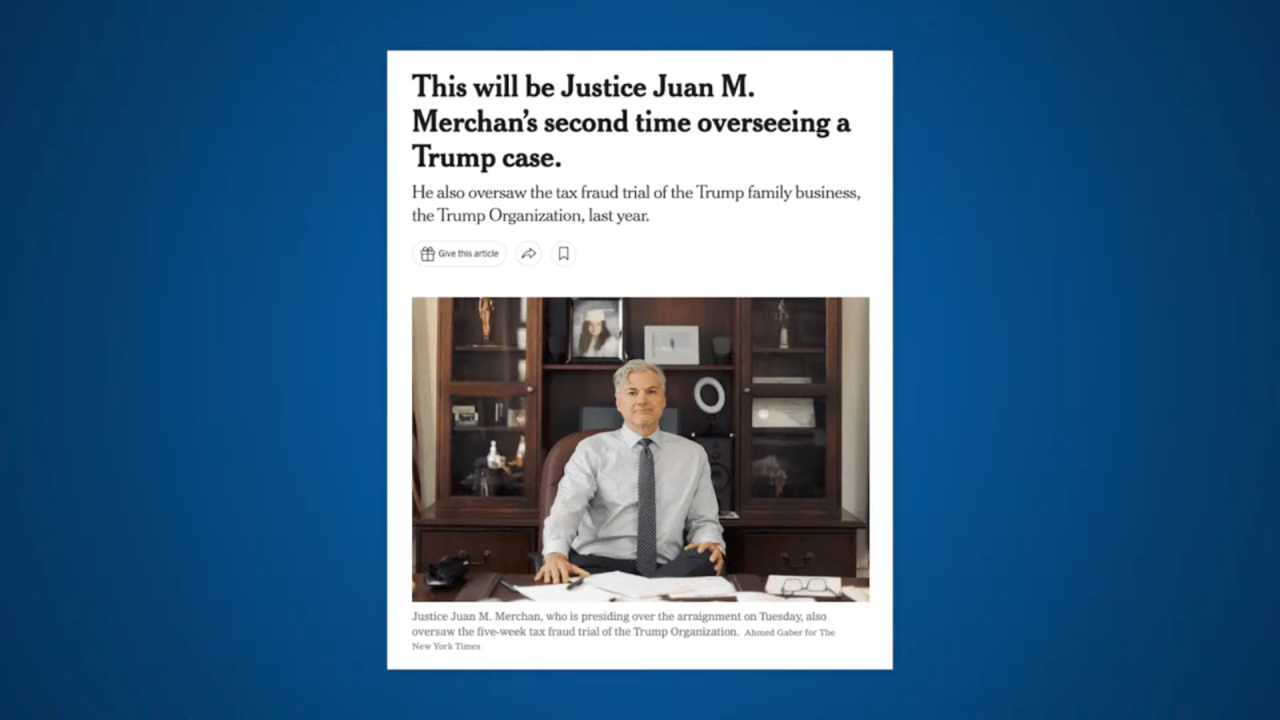 This will be Justice Juan M.
Merchan’s second time overseeing a
Trump case.
He also oversaw the tax fraud trial of the Trump family business,
the Trump Organization, last year.
Give this article
Justice Juan M. Merchan, who is presiding over the arraignment on Tuesday, also
oversaw the five-week tax fraud trial of the Trump Organization. Ahmed Gaber for The
New York Times